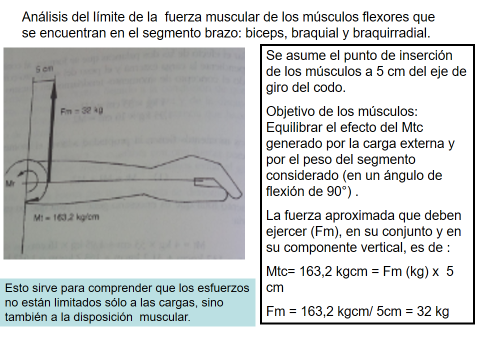 Análisis del límite de la fuerza muscular de los músculos flexores que
se encuentran en el segmento brazo: biceps, braquial y braquirradial.
5 cm
Fm = 32 kg
Mr
Mt = 163,2 kg/cm
Se asume el punto de inserción
de los músculos a 5 cm del eje de
giro del codo.
Objetivo de los músculos:
Equilibrar el efecto del Mtc
generado por la carga externa y
por el peso del segmento
considerado (en un ángulo de
flexión de 90°) .
La fuerza aproximada que deben
ejercer (Fm), en su conjunto y en
su componente vertical, es de :
Mtc= 163,2 kgcm = Fm (kg) x 5
cm
Fm = 163,2 kgcm/ 5cm = 32 kg
Esto sirve para comprender que los esfuerzos
no están limitados sólo a las cargas, sino
también a la disposición muscular.